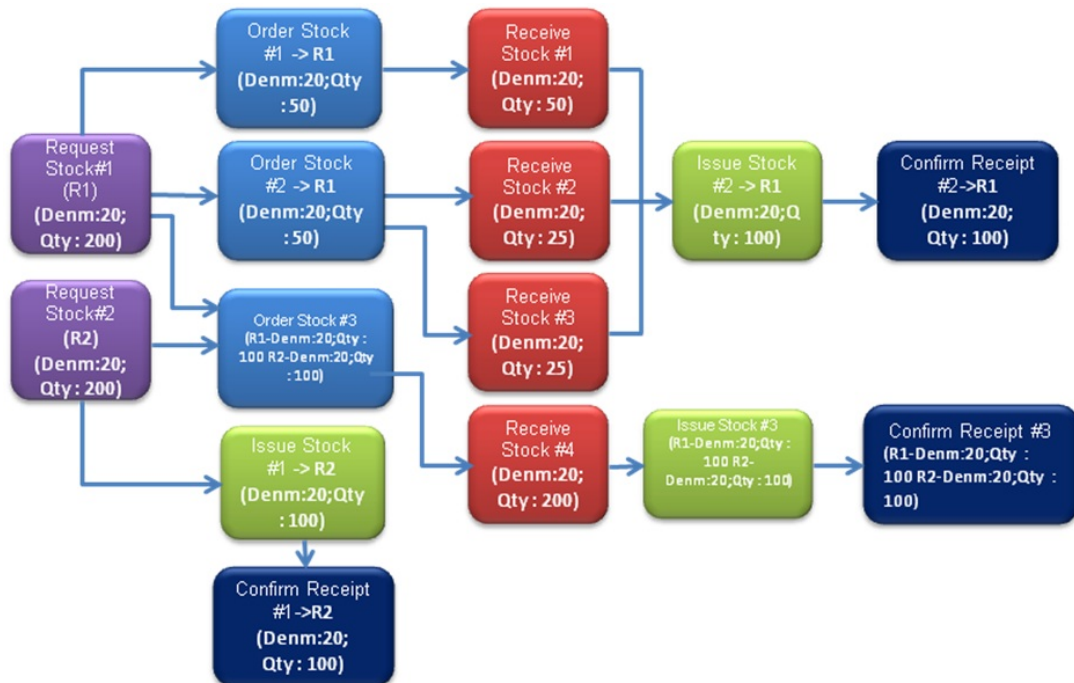 Order Stock
#1 -> R1
(Denm:20;Qty
: 50)
Receive
Stock #1
(Denm:20;
Qty : 50)
Request
Stock#1
(R1)
(Denm:20;
Qty : 200)
Order Stock
#2 -> R1
(Denm:20;Qty
: 50)
Receive
Stock #2
(Denm:20;
Qty : 25)
Issue Stock
#2 -> R1
(Denm:20;Q
ty : 100)
Confirm Receipt
#2->R1
(Denm:20;
Qty : 100)
Request
Stock#2
(R2)
(Denm:20;
Qty : 200)
Order Stock #3
(R1-Denm:20;Qty :
100 R2-Denm:20;Qty
: 100)
Receive
Stock #3
(Denm:20;
Qty : 25)
Issue Stock
#1 -> R2
(Denm:20;Qty
: 100)
Receive
Stock #4
(Denm:20;
Qty : 200)
Issue Stock #3
(R1-Denm:20;Qty :
100 R2-
Denm:20;Qty : 100)
Confirm Receipt #3
(R1-Denm:20;Qty :
100 R2-Denm:20;Qty :
100)
Confirm Receipt
#1 ->R2
(Denm:20;
Qty : 100)